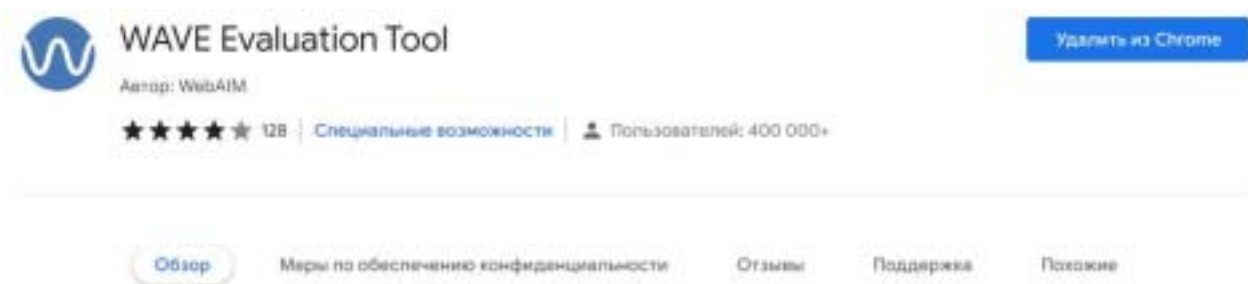 WAVE Evaluation Tool
Удалить из Chrome
Автор: WebAIM
128 Специальные возможности Пользователей: 400 000+
Обзор Меры по обеспечению конфиденциальности Отзывы Поддержка Похожие